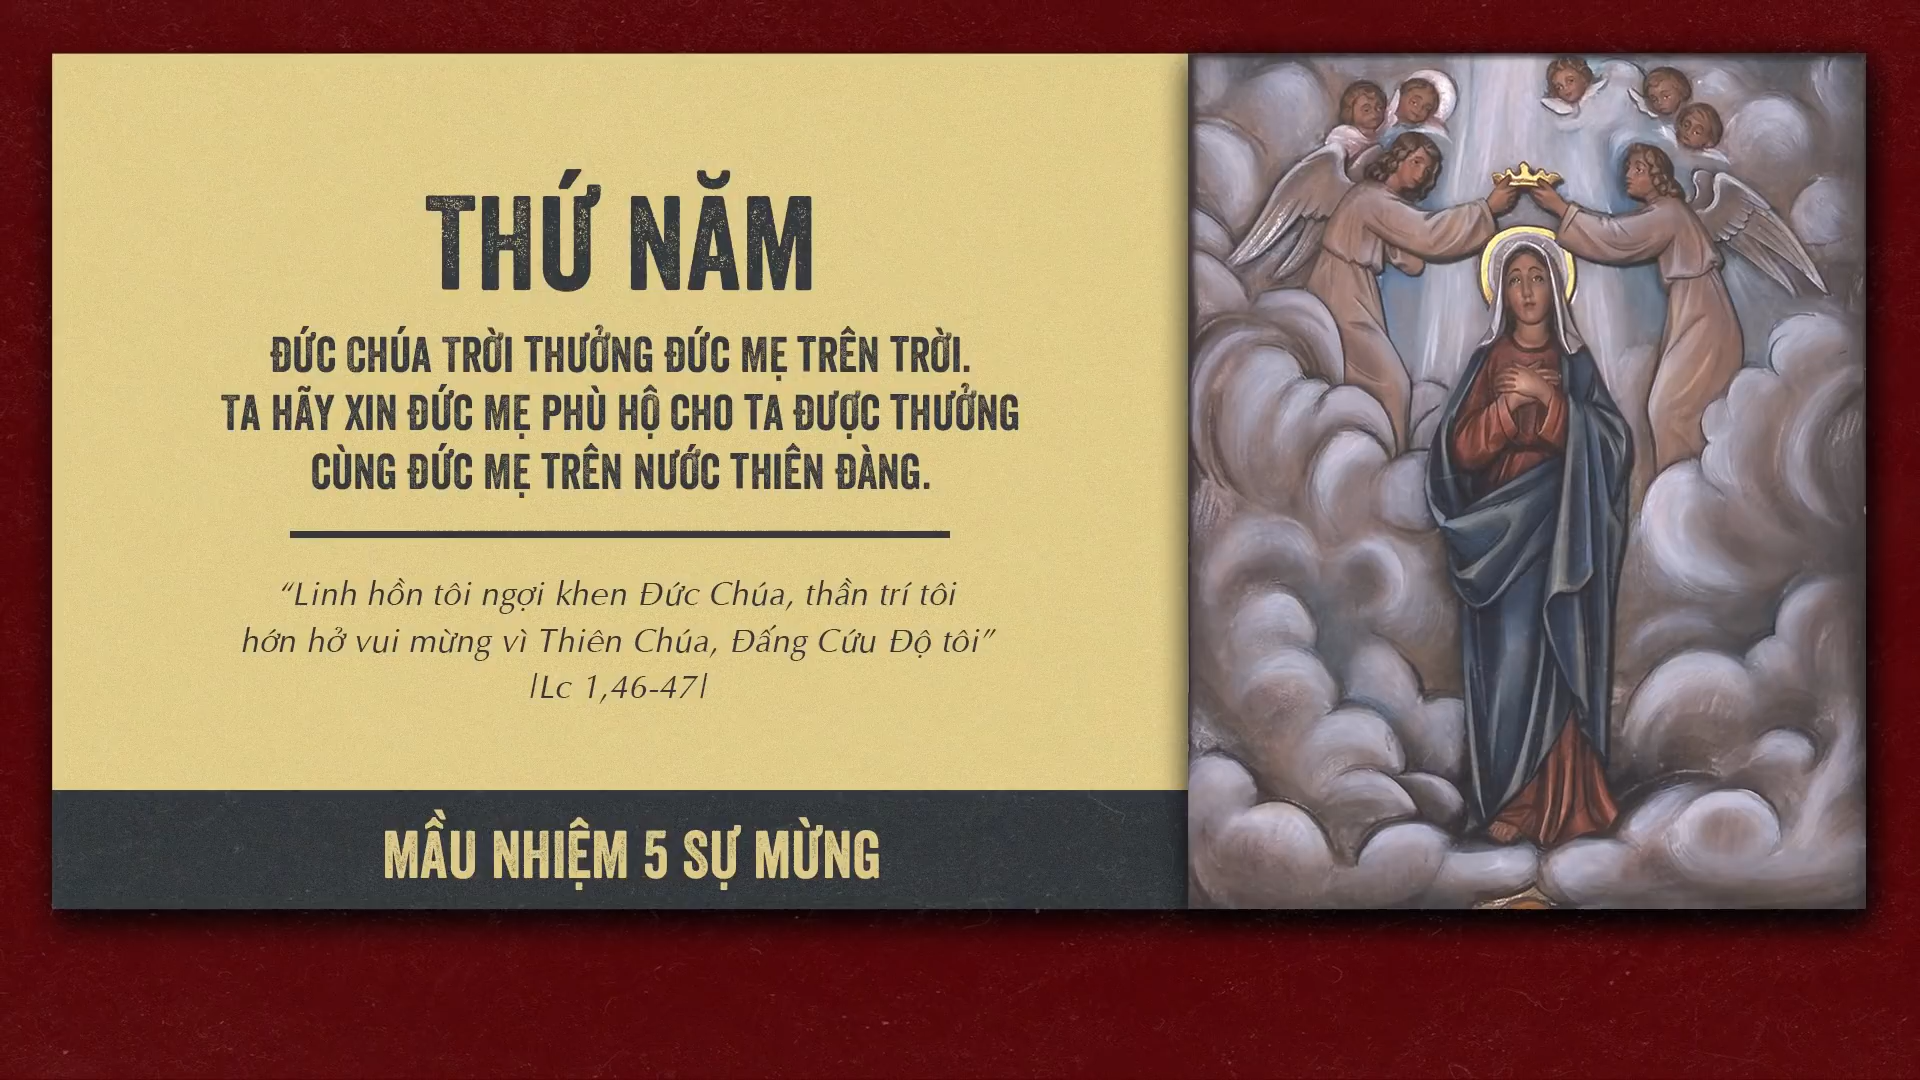 THỨ NĂM
ĐỨC CHÚA TRỜI THƯỞNG ĐỨC MẸ TRÊN TRỜI.
TA HÃY XIN ĐỨC MẸ PHÙ HỘ CHO TA ĐƯỢC THƯỞNG
CÙNG ĐỨC MẸ TRÊN NƯỚC THIÊN ĐÀNG.
“Linh hồn tôi ngợi khen Đức Chúa, thần trí tôi
hớn hở vui mừng vì Thiên Chúa, Đấng Cứu Độ tôi”
|Lc 1,46-47|
MẦU NHIỆM 5 SỰ MỪNG